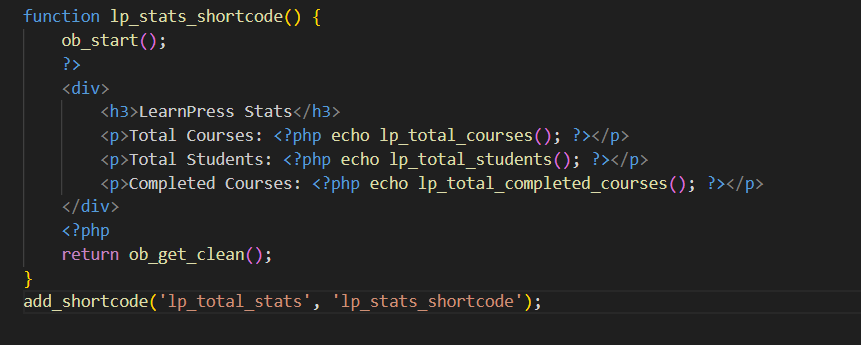 function lp_stats_shortcode() {
    ob_start();
    ?>
    <div>
        <h3>LearnPress Stats</h3>
        <p>Total Courses: <?php echo lp_total_courses(); ?></p>
        <p>Total Students: <?php echo lp_total_students(); ?></p>
        <p>Completed Courses: <?php echo lp_total_completed_courses(); ?></p>
    </div>
    <?php
    return ob_get_clean();
}
add_shortcode('lp_total_stats', 'lp_stats_shortcode');